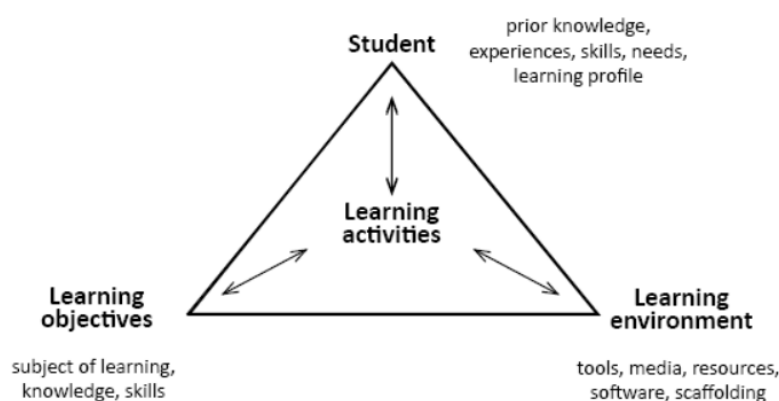 Student
prior knowledge,
experiences, skills, needs,
learning profile
Learning
activities
Learning
objectives
subject of learning,
knowledge, skills
Learning
environment
tools, media, resources,
software, scaffolding